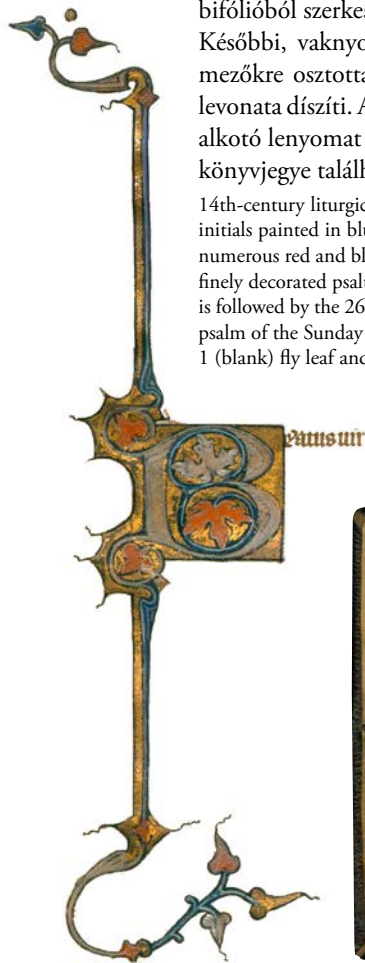 bifólióból szerkes
Későbbi, vaknyo
mezőkre osztotta
levonata díszíti. A
alkotó lenyomat
könyvjegye találh
14th-century liturgic
initials painted in blu
numerous red and bl
finely decorated psalt
is followed by the 26
psalm of the Sunday
1 (blank) fly leaf and
B
eatus uir